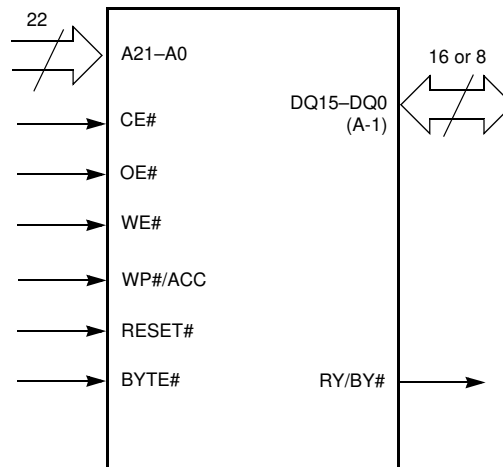 22
A21–A0
16 or 8
CE#
DQ15–DQ0
(A-1)
OE#
WE#
WP#/ACC
RESET#
BYTE#
RY/BY#